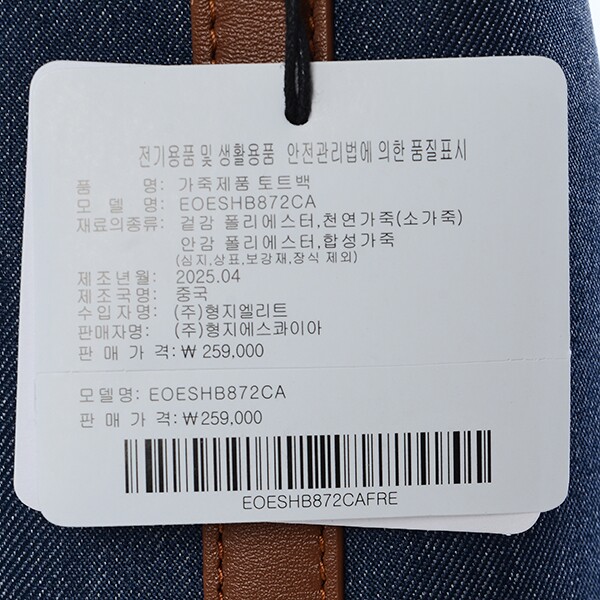 전기용품 및 생활용품 안전관리법에 의한 품질표시
품 명: 가죽제품 토트백
모 델 명: EOESHB872CA
재료의종류: 겉감 폴리에스터,천연가죽(소가죽)
안감 폴리에스터,합성가죽
(심지,상표,보강재,장식 제외)
제조년월: 2025.04
제조국명: 중국
수입자명: (주)형지엘리트
판매자명: (주)형지에스콰이아
판 매 가 격: ₩ 259,000
모델명: EOESHB872CA
판 매 가 격: ₩259,000
EOESHB872CAFRE